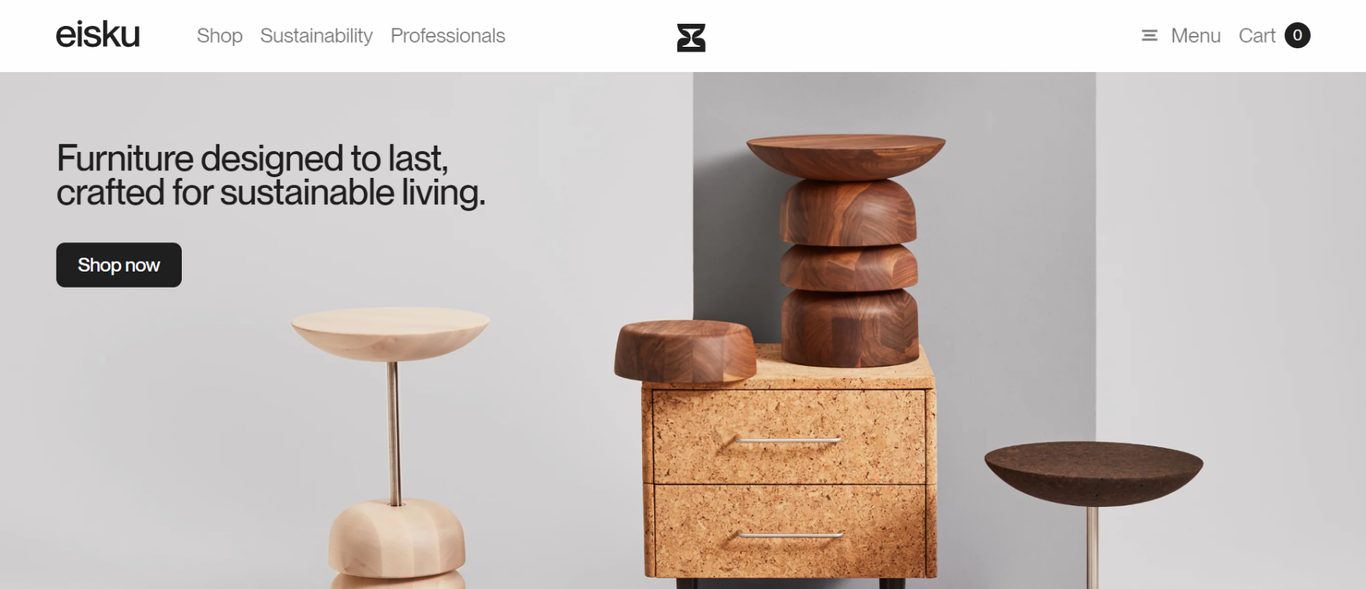 eisku
Shop Sustainability Professionals
Menu Cart 0
Furniture designed to last,
crafted for sustainable living.
Shop now